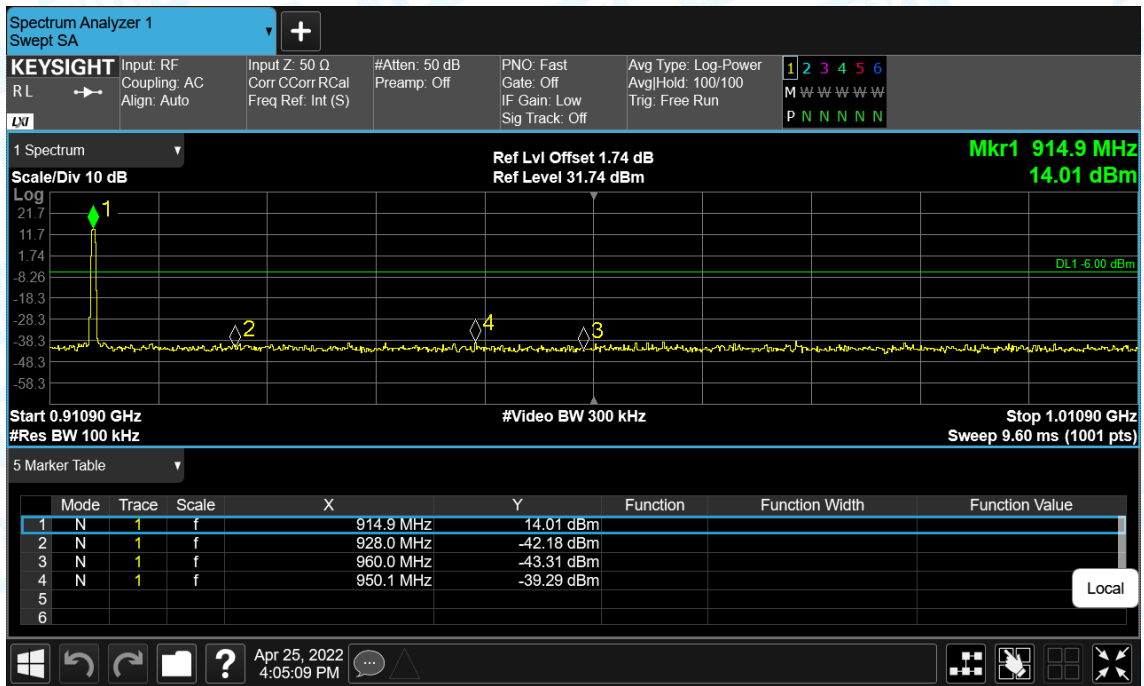 Spectrum Analyzer 1
Swept SA
KEYSIGHT
R L
LXI
Input: RF
Coupling: AC
Align: Auto
Input Z: 50 Ω
Corr CCorr RCal
Freq Ref: Int (S)
#Atten: 50 dB
Preamp: Off
PNO: Fast
Gate: Off
IF Gain: Low
Sig Track: Off
Avg Type: Log-Power
Avg|Hold: 100/100
Trig: Free Run
1 2 3 4 5 6
M W W W W W
P N N N N N
1 Spectrum
Scale/Div 10 dB
Ref Lvl Offset 1.74 dB
Ref Level 31.74 dBm
Mkr1 914.9 MHz
14.01 dBm
Log
21.7
11.7
1.74
-8.26
-18.3
-28.3
-38.3
-48.3
-58.3
1
2
4
3
DL1 -6.00 dBm
Start 0.91090 GHz
#Res BW 100 kHz
#Video BW 300 kHz
Stop 1.01090 GHz
Sweep 9.60 ms (1001 pts)
5 Marker Table
Mode Trace Scale X Y Function Function Width Function Value
1 N 1 f 914.9 MHz 14.01 dBm
2 N 1 f 928.0 MHz -42.18 dBm
3 N 1 f 960.0 MHz -43.31 dBm
4 N 1 f 950.1 MHz -39.29 dBm
5
6
Local
Apr 25, 2022
4:05:09 PM